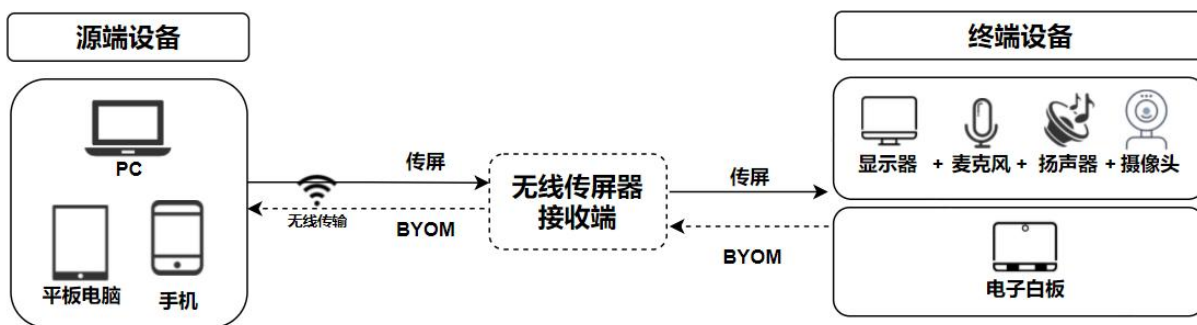 源端设备
PC
平板电脑
手机
传屏
无线传输
BYOM
无线传屏器
接收端
传屏
BYOM
终端设备
显示器 + 麦克风 + 扬声器 + 摄像头
电子白板